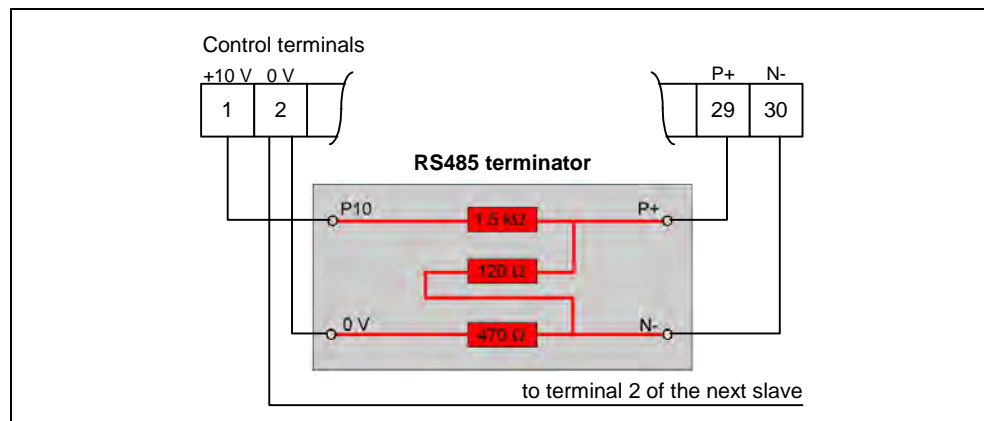 Control terminals
+10 V 0 V P+ N-
1 2 29 30
RS485 terminator
P10 1.5 kΩ P+
120 Ω
0 V 470 Ω N-
to terminal 2 of the next slave